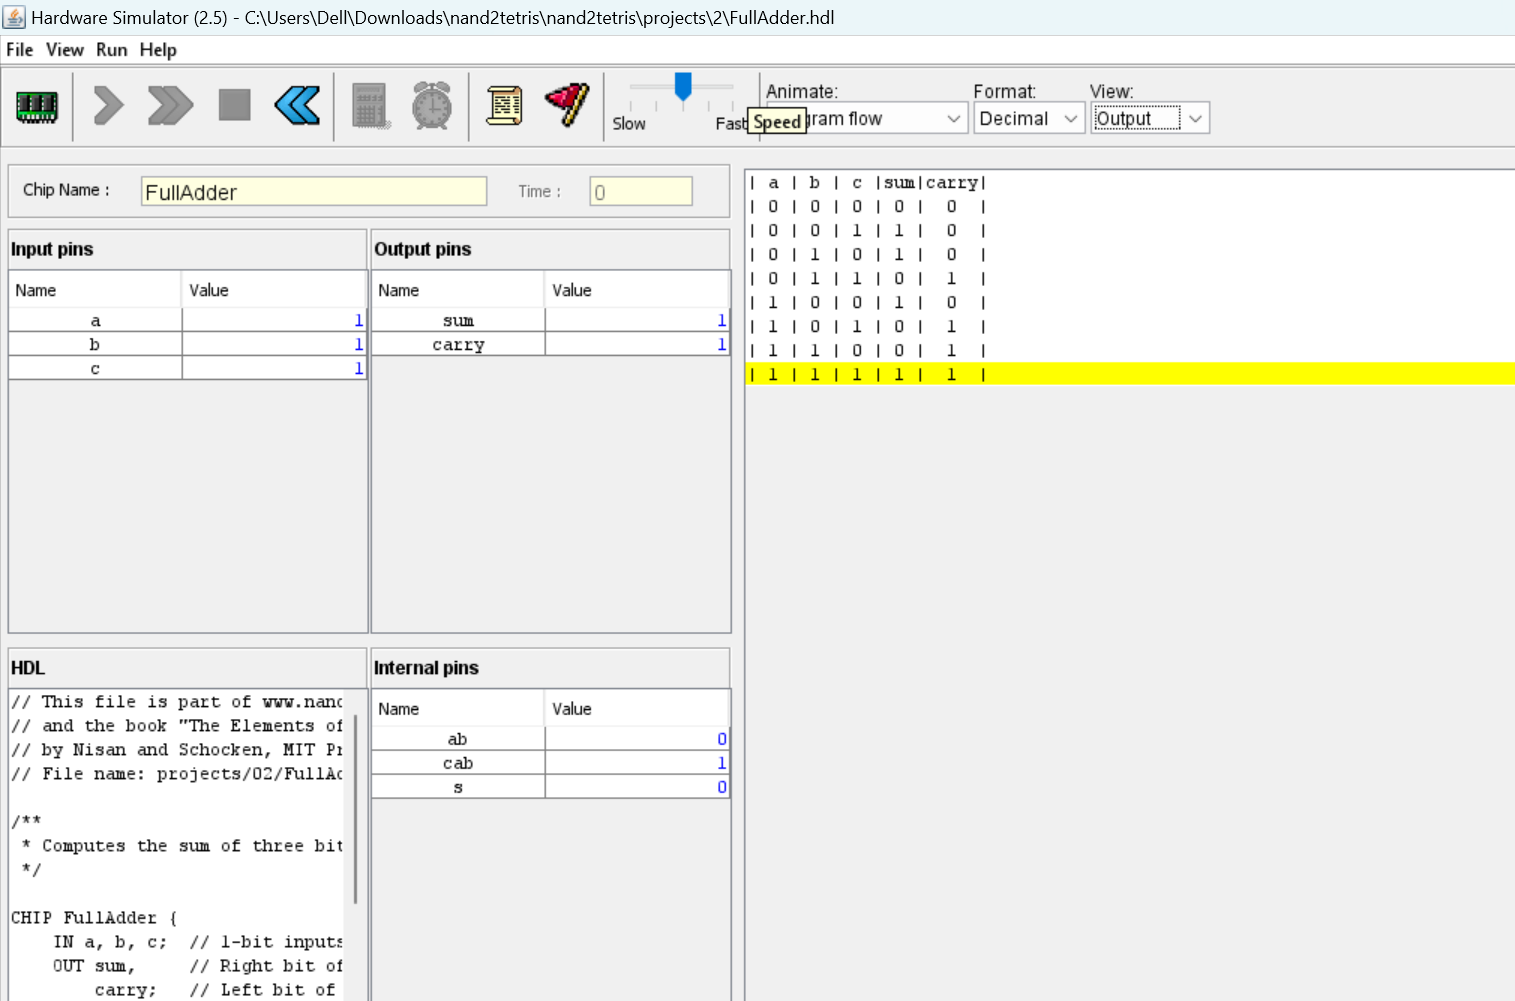 Hardware Simulator (2.5) - C:\Users\Dell\Downloads\nand2tetris\nand2tetris\projects\2\FullAdder.hdl
File View Run Help
Slow Fast
Speed
Animate: Format: View:
gram flow Decimal Output
Chip Name : FullAdder Time : 0
Input pins
Name Value
a 1
b 1
c 1
Output pins
Name Value
sum 1
carry 1
| a | b | c |sum|carry|
| 0 | 0 | 0 | 0 | 0 |
| 0 | 0 | 1 | 1 | 0 |
| 0 | 1 | 0 | 1 | 0 |
| 0 | 1 | 1 | 0 | 1 |
| 1 | 0 | 0 | 1 | 0 |
| 1 | 0 | 1 | 0 | 1 |
| 1 | 1 | 0 | 0 | 1 |
| 1 | 1 | 1 | 1 | 1 |
HDL
// This file is part of www.nand
// and the book "The Elements of
// by Nisan and Schocken, MIT Pr
// File name: projects/02/FullAd
/**
* Computes the sum of three bit
*/
CHIP FullAdder {
IN a, b, c; // 1-bit inputs
OUT sum, // Right bit of
carry; // Left bit of
Internal pins
Name Value
ab 0
cab 1
s 0